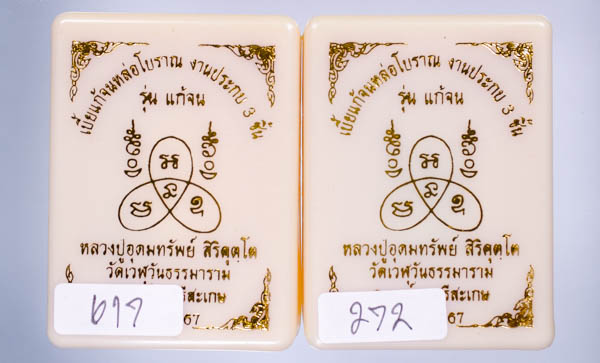 เบี้ยแก้จนหล่อโบราณ งานประกบ 3 ชิ้น
รุ่น แก้จน
หลวงปู่อุดมทรัพย์ สิริคุตฺโต
วัดเวฬุวันธรรมาราม
รีสะเกษ
67
617
เบี้ยแก้จนหล่อโบราณ งานประกบ 3 ชิ้น
รุ่น แก้จน
หลวงปู่อุดมทรัพย์ สิริคุตฺโต
วัดเวฬุวันธรรมาราม
รีสะเกษ
67
272